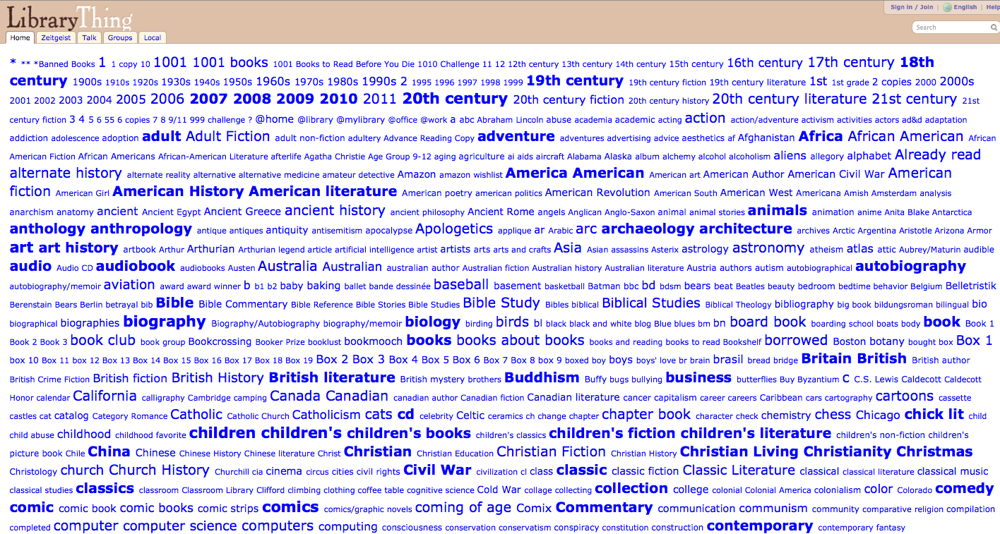 LibraryThing
Sign in / Join | English | Help
Search
Home Zeitgeist Talk Groups Local
* ** *Banned Books 1 1 copy 10 1001 1001 books 1001 Books to Read Before You Die 1010 Challenge 11 12 12th century 13th century 14th century 15th century 16th century 17th century 18th
century 1900s 1910s 1920s 1930s 1940s 1950s 1960s 1970s 1980s 1990s 2 1995 1996 1997 1998 1999 19th century 19th century fiction 19th century literature 1st 1st grade 2 copies 2000 2000s
2001 2002 2003 2004 2005 2006 2007 2008 2009 2010 2011 20th century 20th century fiction 20th century history 20th century literature 21st century 21st
century fiction 3 4 5 6 55 6 copies 7 8 9/11 999 challenge ? @home @library @mylibrary @office @work a abc Abraham Lincoln abuse academia academic acting action action/adventure activism activities actors ad&d adaptation
addiction adolescence adoption adult Adult Fiction adult non-fiction adultery Advance Reading Copy adventure adventures advertising advice aesthetics af Afghanistan Africa African American African
American Fiction African Americans African-American Literature afterlife Agatha Christie Age Group 9-12 aging agriculture ai aids aircraft Alabama Alaska album alchemy alcohol alcoholism aliens allegory alphabet Already read
alternate history alternate reality alternative alternative medicine amateur detective Amazon amazon wishlist America American American art American Author American Civil War American
fiction American Girl American History American literature American poetry american politics American Revolution American South American West Americana Amish Amsterdam analysis
anarchism anatomy ancient Ancient Egypt Ancient Greece ancient history ancient philosophy Ancient Rome angels Anglican Anglo-Saxon animal animal stories animals animation anime Anita Blake Antarctica
anthology anthropology antique antiques antiquity antisemitism apocalypse Apologetics applique ar Arabic arc archaeology architecture archives Arctic Argentina Aristotle Arizona Armor
art art history artbook Arthur Arthurian Arthurian legend article artificial intelligence artist artists arts arts and crafts Asia Asian assassins Asterix astrology astronomy atheism atlas attic Aubrey/Maturin audible
audio Audio CD audiobook audiobooks Austen Australia Australian australian author Australian fiction Australian history Australian literature Austria authors autism autobiographical autobiography
autobiography/memoir aviation award award winner b b1 b2 baby baking ballet bande dessinée baseball basement basketball Batman bbc bd bdsm bears beat Beatles beauty bedroom bedtime behavior Belgium Belletristik
Berenstain Bears Berlin betrayal bib Bible Bible Commentary Bible Reference Bible Stories Bible Studies Bible Study Bibles biblical Biblical Studies Biblical Theology bibliography big book bildungsroman bilingual bio
biographical biographies biography Biography/Autobiography biography/memoir biology birding birds bl black black and white blog Blue blues bm bn board book boarding school boats body book Book 1
Book 2 Book 3 book club book group Bookcrossing Booker Prize booklust bookmooch books books about books books and reading books to read Bookshelf borrowed Boston botany bought box Box 1
box 10 Box 11 box 12 Box 13 Box 14 Box 15 Box 16 Box 17 Box 18 Box 19 Box 2 Box 3 Box 4 Box 5 Box 6 Box 7 Box 8 box 9 boxed boy boys boys' love br brain brasil bread bridge Britain British British author
British Crime Fiction British fiction British History British literature British mystery brothers Buddhism Buffy bugs bullying business butterflies Buy Byzantium c C.S. Lewis Caldecott Caldecott
Honor calendar California calligraphy Cambridge camping Canada Canadian canadian author Canadian fiction Canadian literature cancer capitalism career careers Caribbean cars cartography cartoons cassette
castles cat catalog Category Romance Catholic Catholic Church Catholicism cats cd celebrity Celtic ceramics ch change chapter chapter book character check chemistry chess Chicago chick lit child
child abuse childhood childhood favorite children children's children's books children's classics children's fiction children's literature children's non-fiction children's
picture book Chile China Chinese Chinese History Chinese literature Christ Christian Christian Education Christian Fiction Christian History Christian Living Christianity Christmas
Christology church Church History Churchill cia cinema circus cities civil rights Civil War civilization cl class classic classic fiction Classic Literature classical classical literature classical music
classical studies classics classroom Classroom Library Clifford climbing clothing coffee table cognitive science Cold War collage collecting collection college colonial Colonial America colonialism color Colorado comedy
comic comic book comic books comic strips comics comics/graphic novels coming of age Comix Commentary communication communism community comparative religion compilation
completed computer computer science computers computing consciousness conservation conservatism conspiracy constitution construction contemporary contemporary fantasy